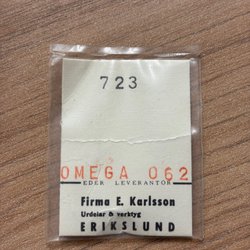 723
OMEGA 062
EDER LEVERANTÖR
Firma E. Karlsson
Urdelar & verktyg
ERIKSLUND